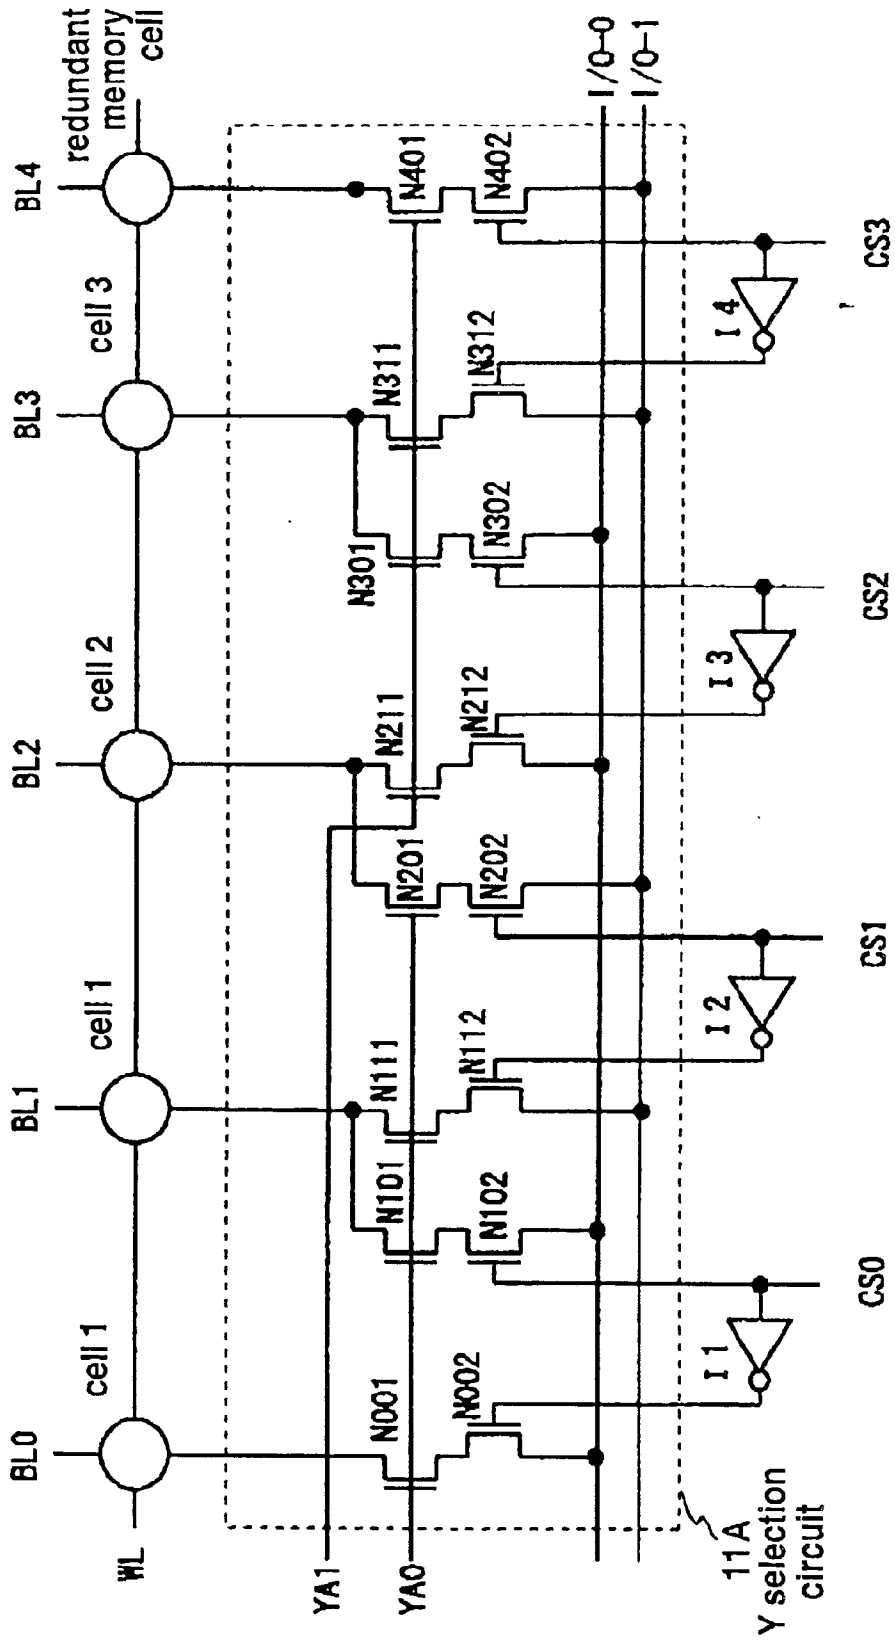 BL0
BL1
BL2
BL3
BL4
WL
cell 1
cell 1
cell 2
cell 3
redundant
memory
cell
YA1
YA0
N001
N002
N101
N102
N111
N112
N201
N202
N211
N212
N301
N302
N311
N312
N401
N402
I/O-0
I/O-1
I 1
I 2
I 3
I 4
CS0
CS1
CS2
CS3
11A
Y selection
circuit